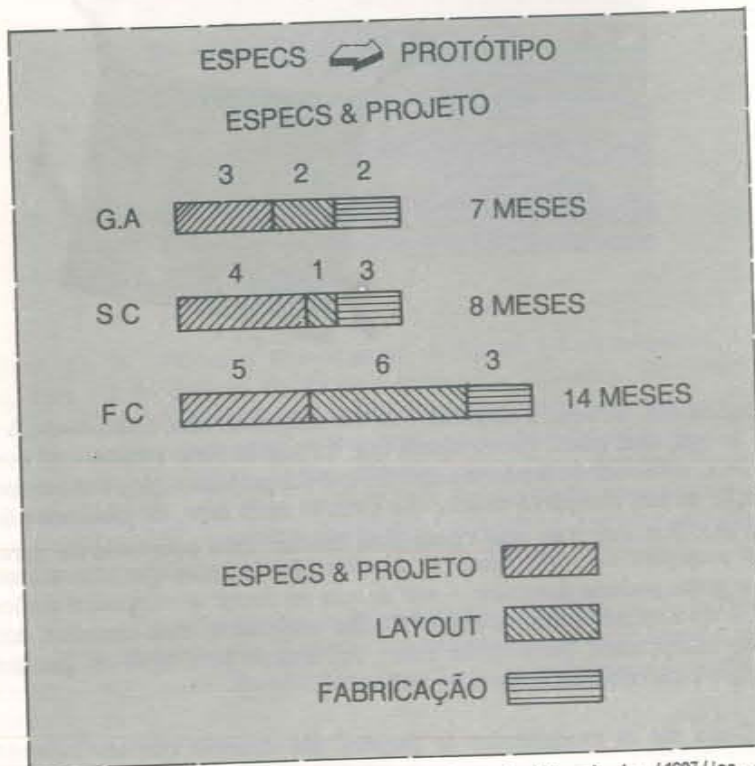 ESPECS PROTÓTIPO
ESPECS & PROJETO
3 2 2
G.A 7 MESES
4 1 3
S C 8 MESES
5 6 3
F C 14 MESES
ESPECS & PROJETO
LAYOUT
FABRICAÇÃO